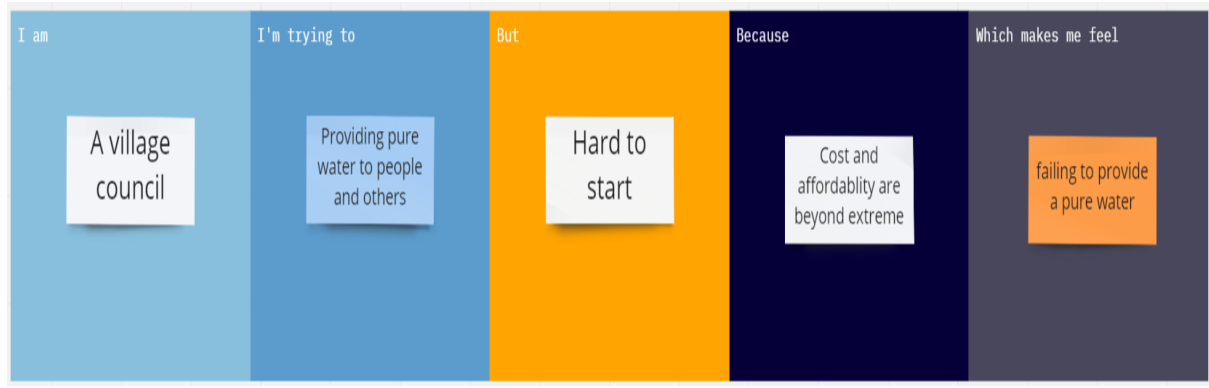 I am
A village
council
I'm trying to
Providing pure
water to people
and others
But
Hard to
start
Because
Cost and
affordablity are
beyond extreme
Which makes me feel
failing to provide
a pure water